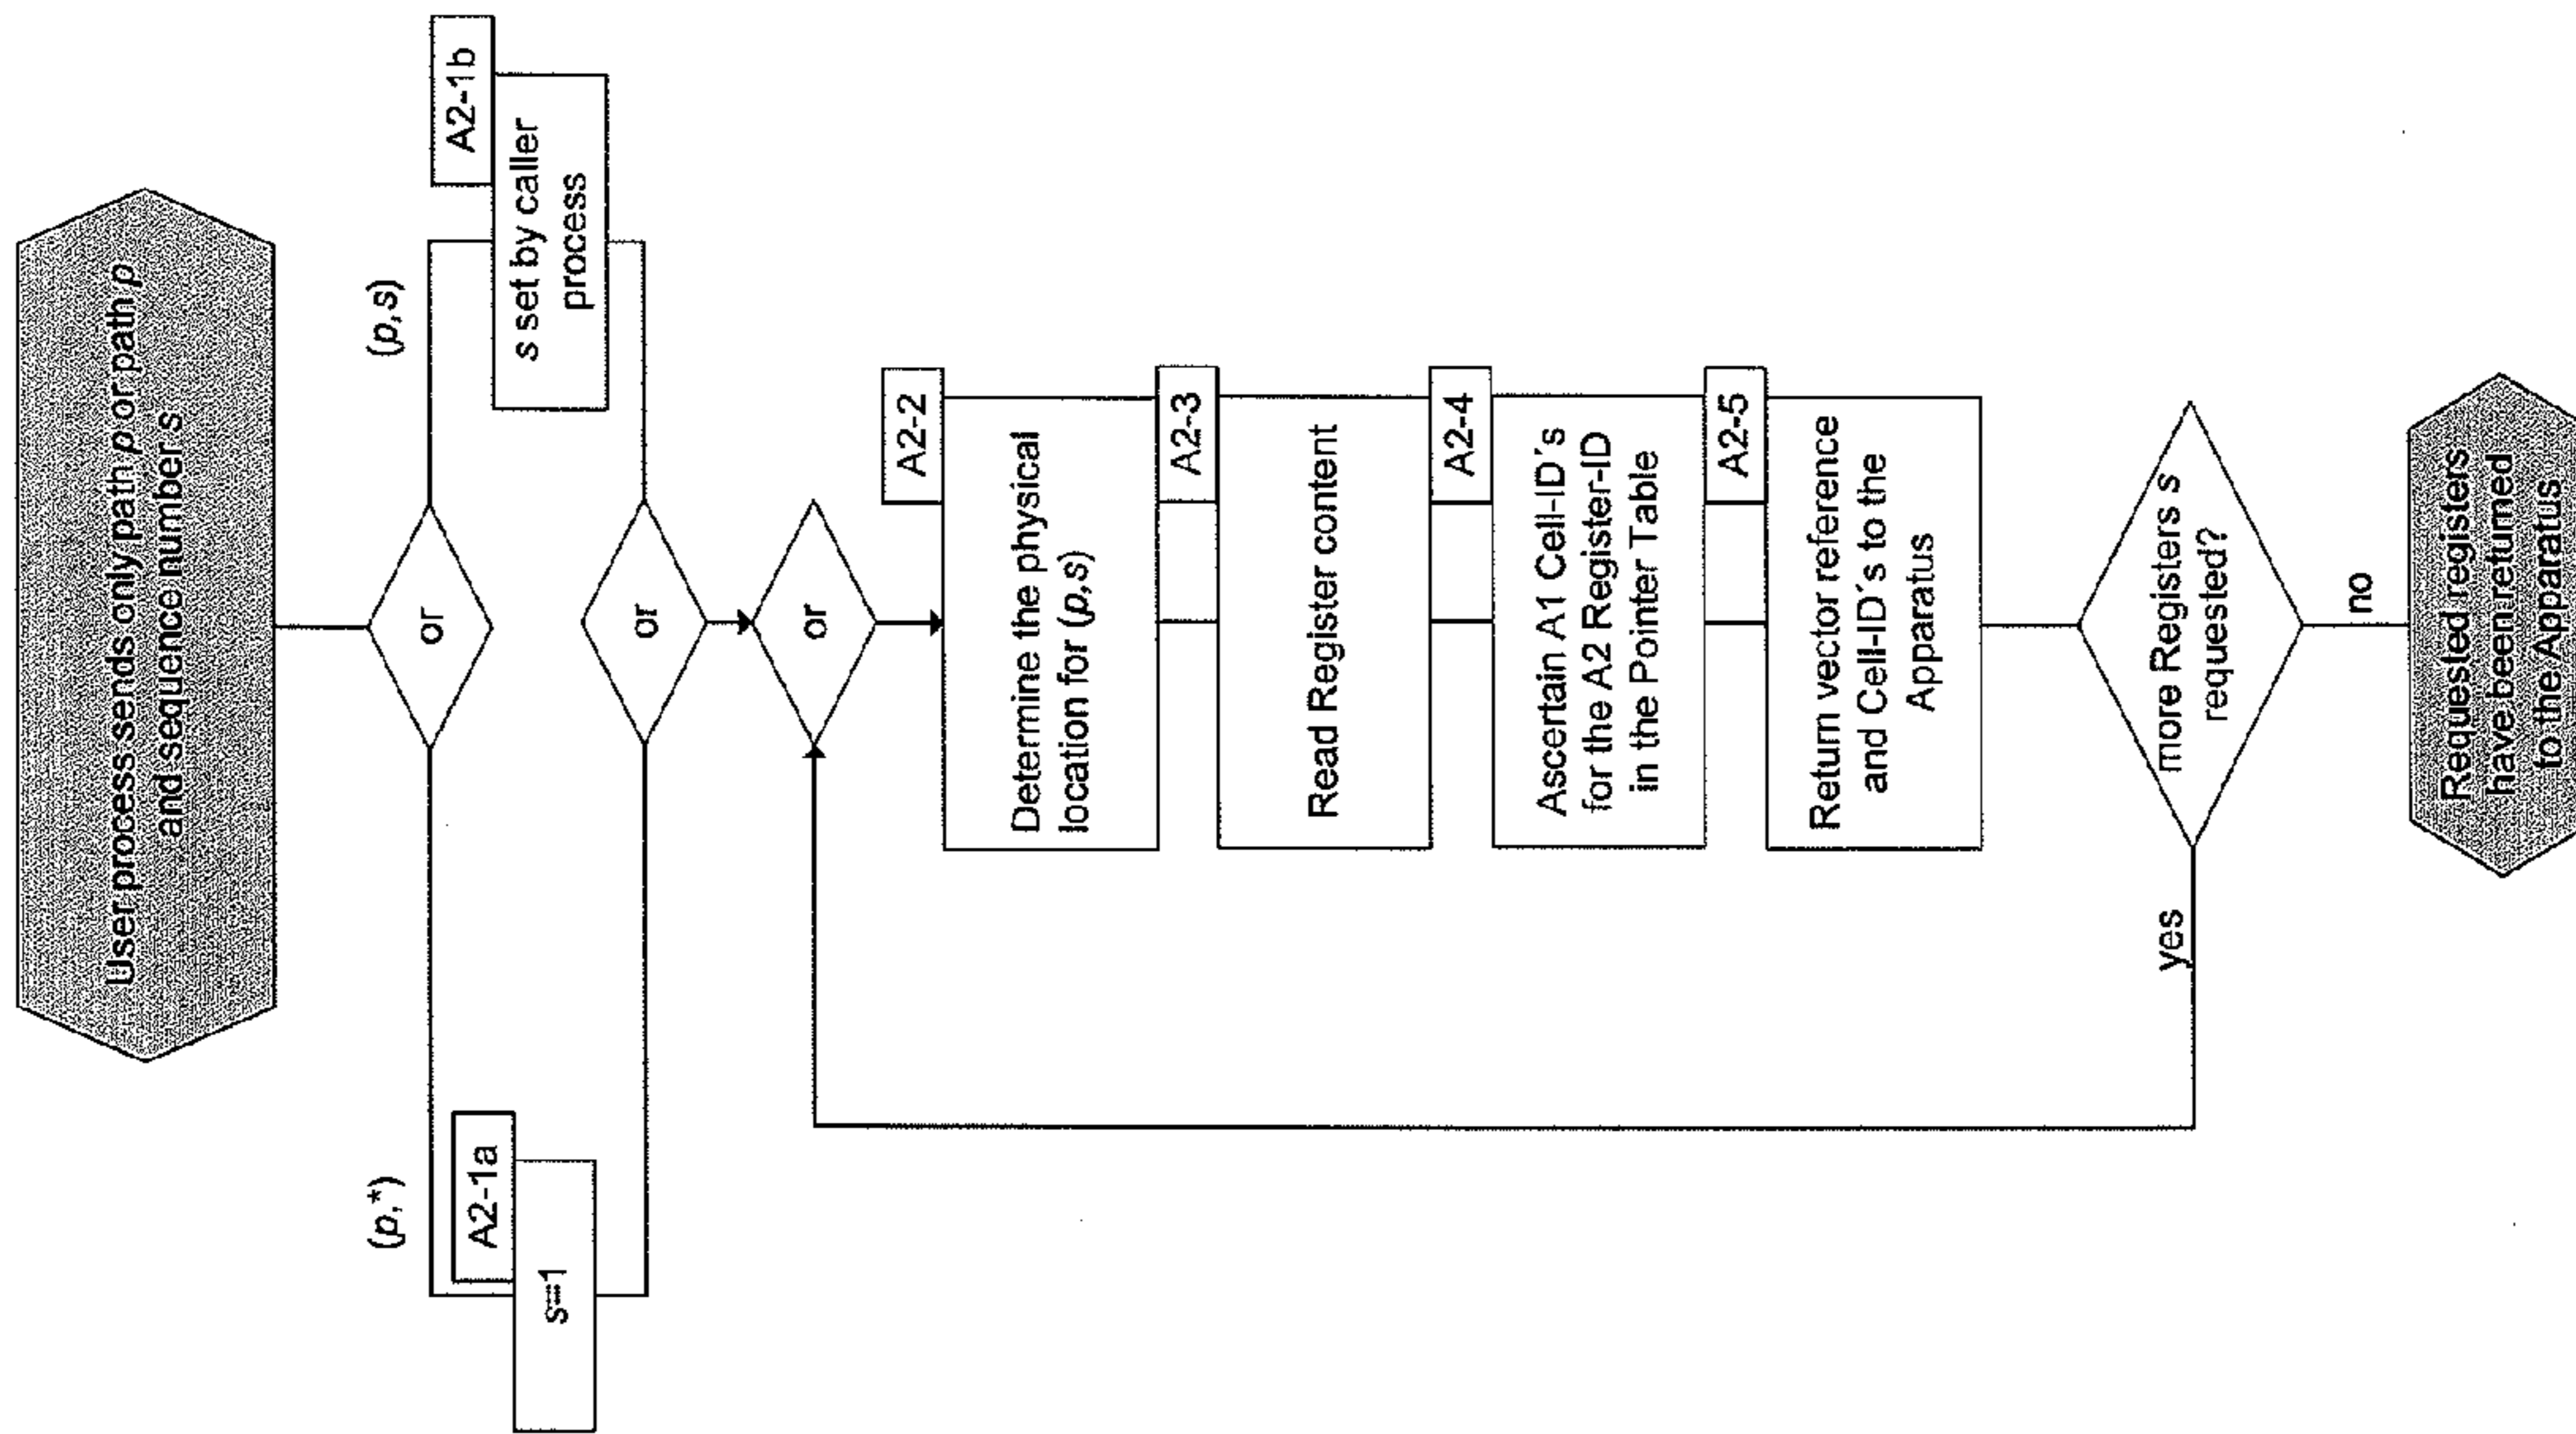 User process sends only path p or path p
and sequence number s
or
(p,*)
(p,s)
A2-1a
s=1
A2-1b
s set by caller
process
or
or
A2-2
Determine the physical
location for (p,s)
A2-3
Read Register content
A2-4
Ascertain A1 Cell-ID´s
for the A2 Register-ID
in the Pointer Table
A2-5
Return vector reference
and Cell-ID´s to the
Apparatus
more Registers s
requested?
yes
no
Requested registers
have been returned
to the Apparatus